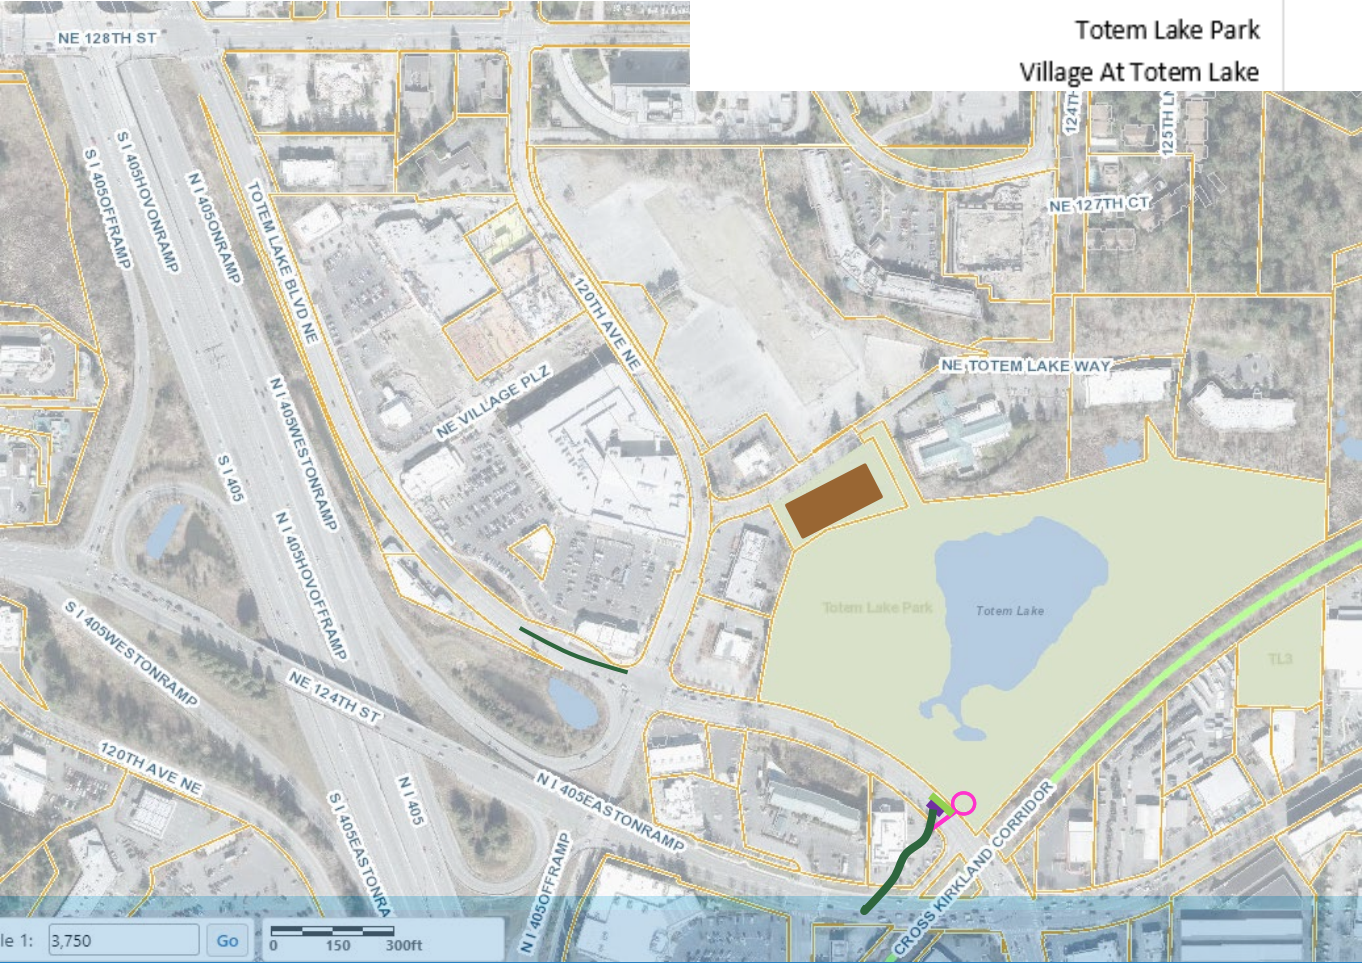 Totem Lake Park
Village At Totem Lake
NE 128TH ST
124TH
125TH LN
S I 405OFFRAMP
S I 405HOVONRAMP
N I 405ONRAMP
TOTEM LAKE BLVD NE
NE 127TH CT
120TH AVE NE
NE TOTEM LAKE WAY
NE VILLAGE PLZ
N I 405WESTONRAMP
S I 405
N I 405HOVOFFRAMP
Totem Lake Park
Totem Lake
TL3
S I 405WESTONRAMP
NE 124TH ST
120TH AVE NE
N I 405
N I 405EASTONRAMP
S I 405EASTONRA
N I 405OFFRAMP
CROSS KIRKLAND CORRIDOR
le 1:
3,750
Go
0 150 300ft